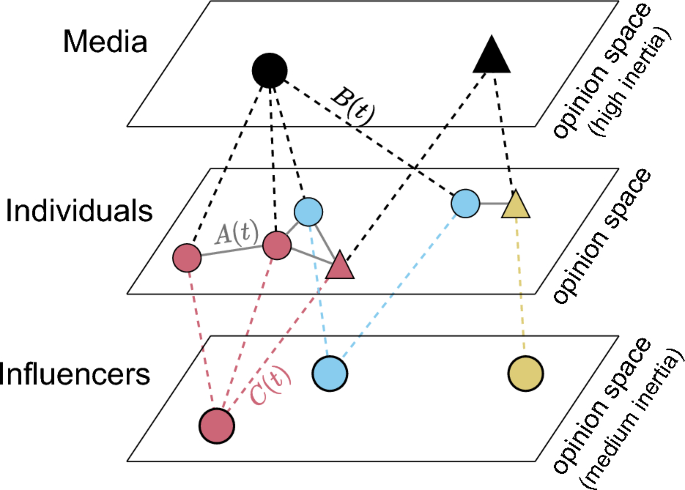 Media
opinion space
(high inertia)
B(t)
Individuals
A(t)
opinion space
Influencers
C(t)
opinion space
(medium inertia)